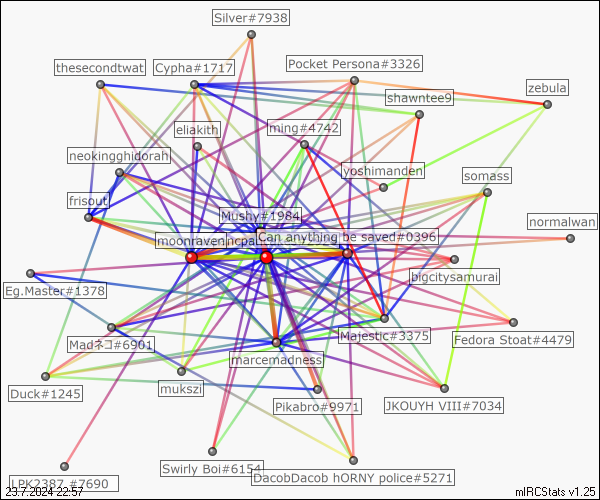 Silver#7938
thesecondtwat
Cypha#1717
Pocket Persona#3326
zebula
shawntee9
eliakith
ming#4742
neokingghidorah
yoshimanden
somass
frisout
Mushy#1984
normalwan
moonraven
Can anything be saved#0396
bigcitysamurai
Eg.Master#1378
Madネコ#6901
Majestic#3375
Fedora Stoat#4479
marcemadness
Duck#1245
mukszi
Pikabro#9971
JKOUYH VIII#7034
Swirly Boi#6154
DacobDacob hORNY police#5271
LPK2387 #7690
23.7.2024 22:57
mIRCStats v1.25